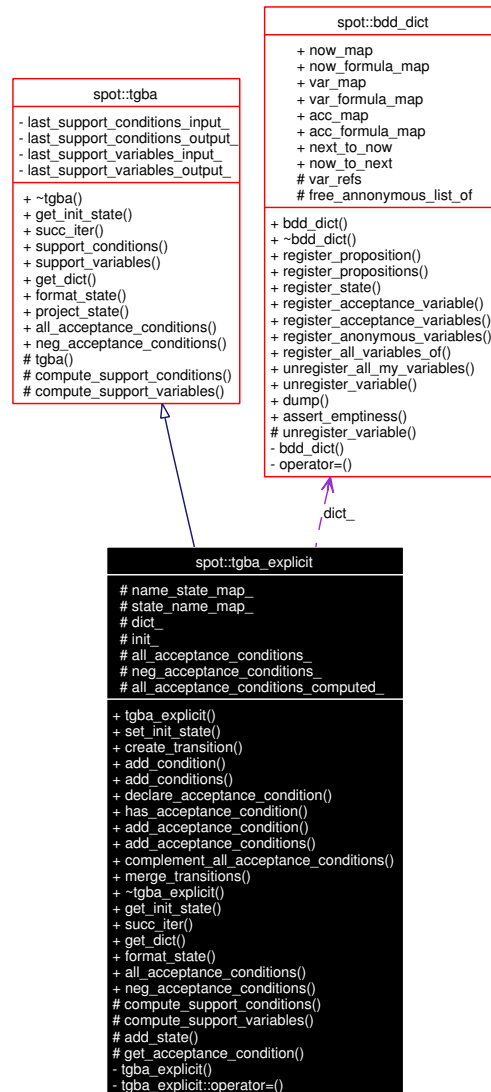 spot::bdd_dict
+ now_map
+ now_formula_map
+ var_map
+ var_formula_map
+ acc_map
+ acc_formula_map
+ next_to_now
+ now_to_next
# var_refs
# free_annonymous_list_of
+ bdd_dict()
+ ~bdd_dict()
+ register_proposition()
+ register_propositions()
+ register_state()
+ register_acceptance_variable()
+ register_acceptance_variables()
+ register_anonymous_variables()
+ register_all_variables_of()
+ unregister_all_my_variables()
+ unregister_variable()
+ dump()
+ assert_emptiness()
# unregister_variable()
- bdd_dict()
- operator=()
spot::tgba
- last_support_conditions_input_
- last_support_conditions_output_
- last_support_variables_input_
- last_support_variables_output_
+ ~tgba()
+ get_init_state()
+ succ_iter()
+ support_conditions()
+ support_variables()
+ get_dict()
+ format_state()
+ project_state()
+ all_acceptance_conditions()
+ neg_acceptance_conditions()
# tgba()
# compute_support_conditions()
# compute_support_variables()
dict_
spot::tgba_explicit
# name_state_map_
# state_name_map_
# dict_
# init_
# all_acceptance_conditions_
# neg_acceptance_conditions_
# all_acceptance_conditions_computed_
+ tgba_explicit()
+ set_init_state()
+ create_transition()
+ add_condition()
+ add_conditions()
+ declare_acceptance_condition()
+ has_acceptance_condition()
+ add_acceptance_condition()
+ add_acceptance_conditions()
+ complement_all_acceptance_conditions()
+ merge_transitions()
+ ~tgba_explicit()
+ get_init_state()
+ succ_iter()
+ get_dict()
+ format_state()
+ all_acceptance_conditions()
+ neg_acceptance_conditions()
# compute_support_conditions()
# compute_support_variables()
# add_state()
# get_acceptance_condition()
- tgba_explicit()
- tgba_explicit::operator=()